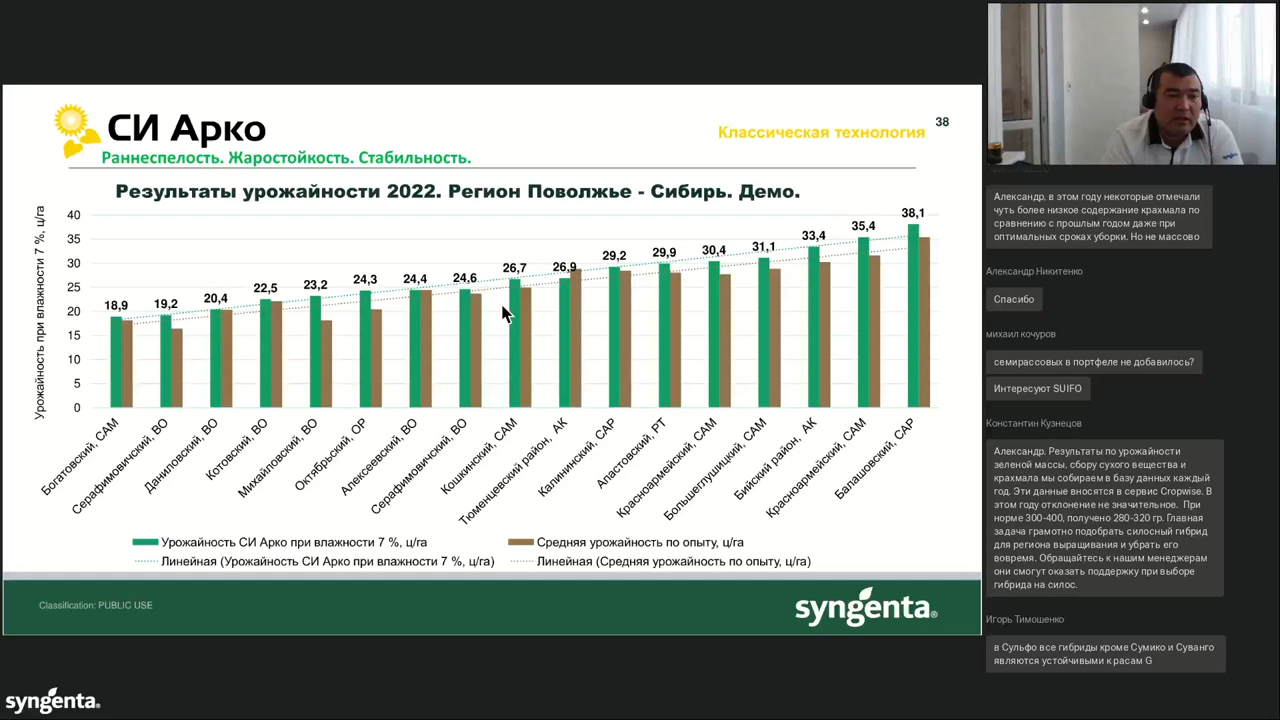 СИ Арко
Раннеспелость. Жаростойкость. Стабильность.
Классическая технология
38
Результаты урожайности 2022. Регион Поволжье - Сибирь. Демо.
Урожайность при влажности 7 %, ц/га
40
35
30
25
20
15
10
5
0
18,9
19,2
20,4
22,5
23,2
24,3
24,4
24,6
26,7
26,9
29,2
29,9
30,4
31,1
33,4
35,4
38,1
Богатовский, САМ
Серафимовичский, ВО
Даниловский, ВО
Котовский, ВО
Михайловский, ВО
Октябрьский, ОР
Алексеевский, ВО
Серафимовичский, ВО
Кошкинский, САМ
Тюменцевский район, АК
Калининский, САР
Апастовский, РТ
Красноармейский, САМ
Большеглушицкий, САМ
Бийский район, АК
Красноармейский, САМ
Балашовский, САР
Урожайность СИ Арко при влажности 7 %, ц/га
Средняя урожайность по опыту, ц/га
Линейная (Урожайность СИ Арко при влажности 7 %, ц/га)
Линейная (Средняя урожайность по опыту, ц/га)
Classification: PUBLIC USE
syngenta®
syngenta.
Александр, в этом году некоторые отмечали
чуть более низкое содержание крахмала по
сравнению с прошлым годом даже при
оптимальных сроках уборки. Но не массово
Александр Никитенко
Спасибо
михаил кочуров
семирассовых в портфеле не добавилось?
Интересуют SUIFO
Константин Кузнецов
Александр. Результаты по урожайности
зеленой массы, сбору сухого вещества и
крахмала мы собираем в базу данных каждый
год. Эти данные вносятся в сервис Cropwise. В
этом году отклонение не значительное. При
норме 300-400, получено 280-320 гр. Главная
задача грамотно подобрать силосный гибрид
для региона выращивания и убрать его
вовремя. Обращайтесь к нашим менеджерам
они смогут оказать поддержку при выборе
гибрида на силос.
Игорь Тимошенко
в Сульфо все гибриды кроме Сумико и Суванго
являются устойчивыми к расам G